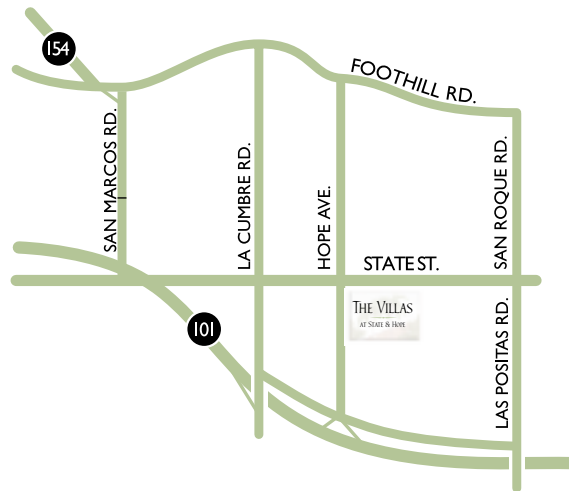 154
FOOTHILL RD.
SAN MARCOS RD.
LA CUMBRE RD.
HOPE AVE.
SAN ROQUE RD.
STATE ST.
THE VILLAS
AT STATE & HOPE
101
LAS POSITAS RD.